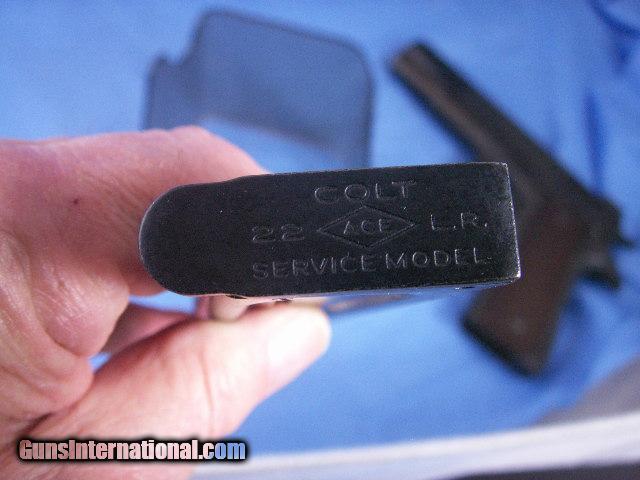 COLT
22 ACE L.R.
SERVICE MODEL
GunsInternational.com